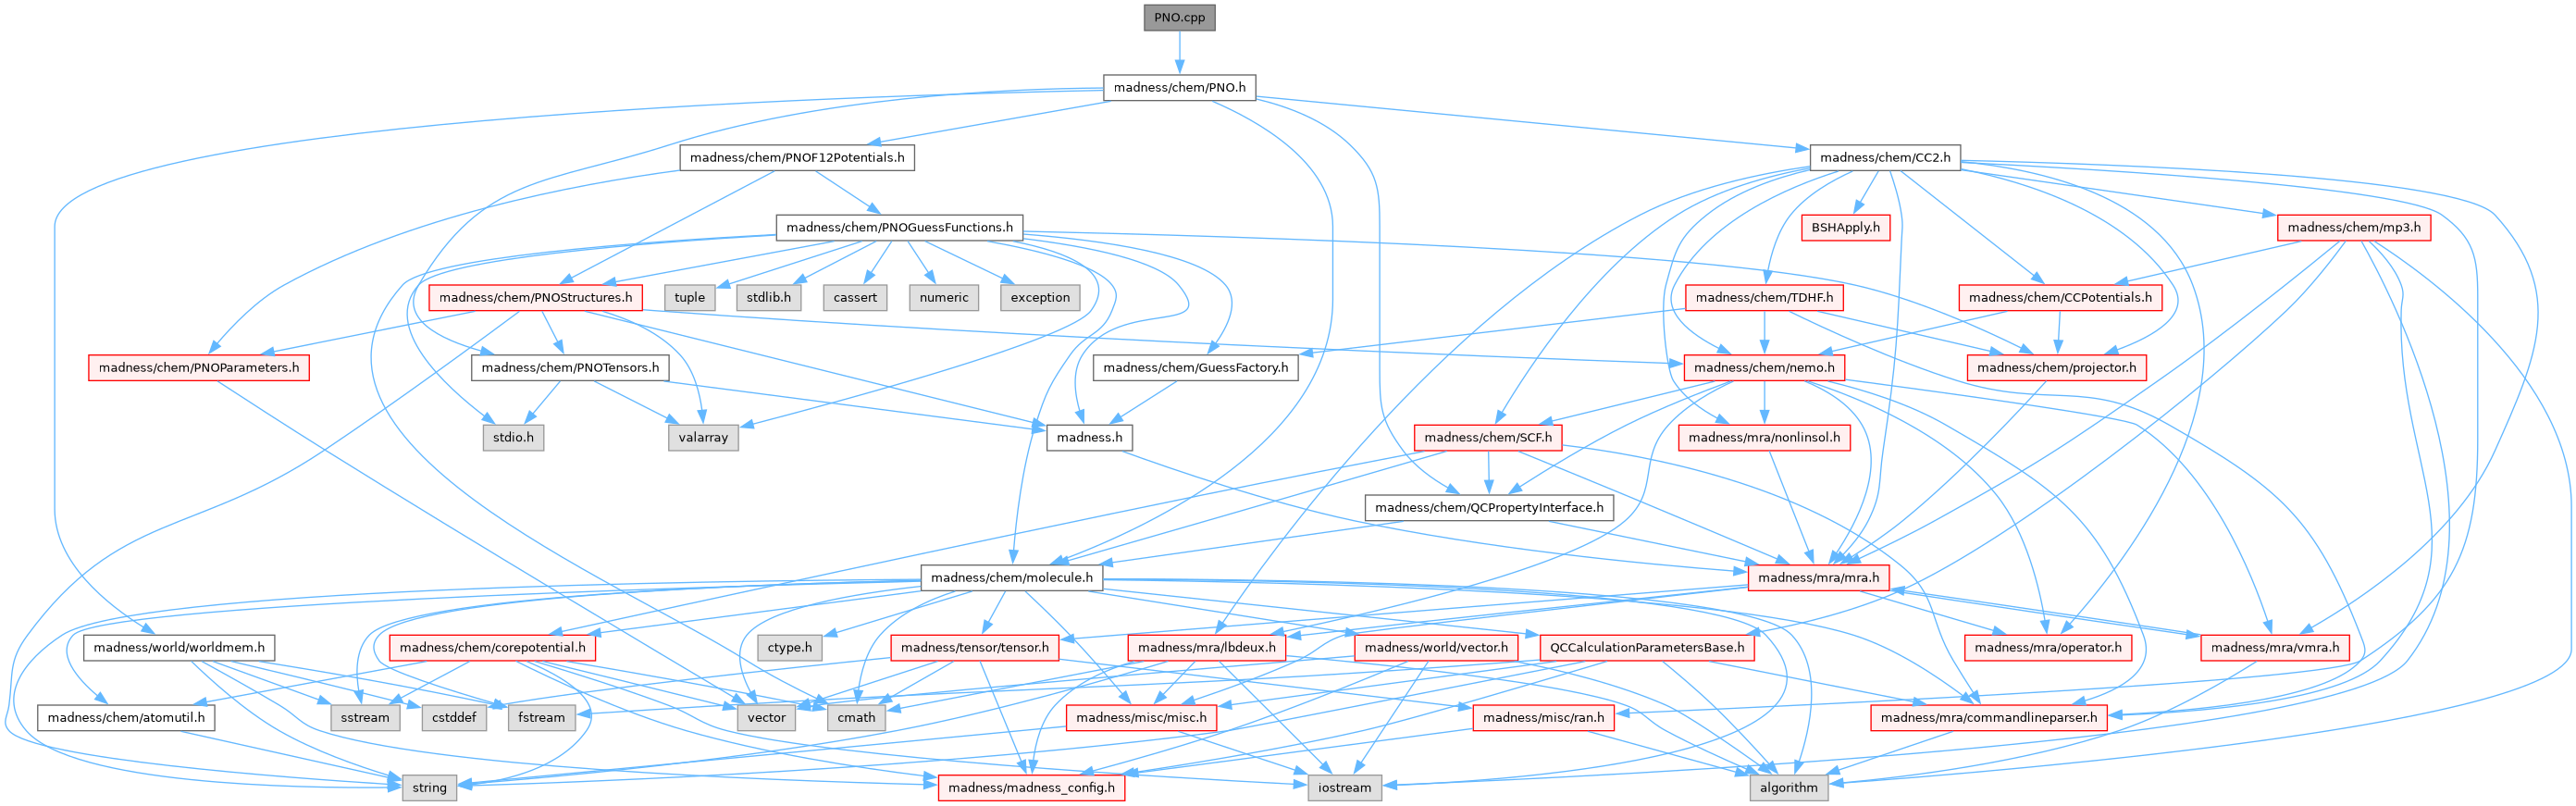 PNO.cpp
madness/chem/PNO.h
madness/chem/PNOF12Potentials.h
madness/chem/CC2.h
madness/chem/PNOGuessFunctions.h
BSHApply.h
madness/chem/mp3.h
madness/chem/PNOStructures.h
tuple
stdlib.h
cassert
numeric
exception
madness/chem/TDHF.h
madness/chem/CCPotentials.h
madness/chem/PNOParameters.h
madness/chem/PNOTensors.h
madness/chem/GuessFactory.h
madness/chem/nemo.h
madness/chem/projector.h
stdio.h
valarray
madness.h
madness/chem/SCF.h
madness/mra/nonlinsol.h
madness/chem/QCPropertyInterface.h
madness/chem/molecule.h
madness/mra/mra.h
madness/world/worldmem.h
madness/chem/corepotential.h
ctype.h
madness/tensor/tensor.h
madness/mra/lbdeux.h
madness/world/vector.h
QCCalculationParametersBase.h
madness/mra/operator.h
madness/mra/vmra.h
madness/chem/atomutil.h
sstream
cstddef
fstream
vector
cmath
madness/misc/misc.h
madness/misc/ran.h
madness/mra/commandlineparser.h
string
madness/madness_config.h
iostream
algorithm